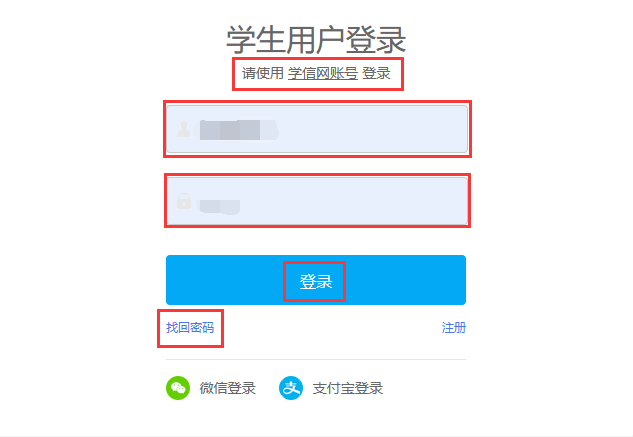 学生用户登录
请使用 学信网账号 登录
登录
找回密码 注册
微信登录 支付宝登录